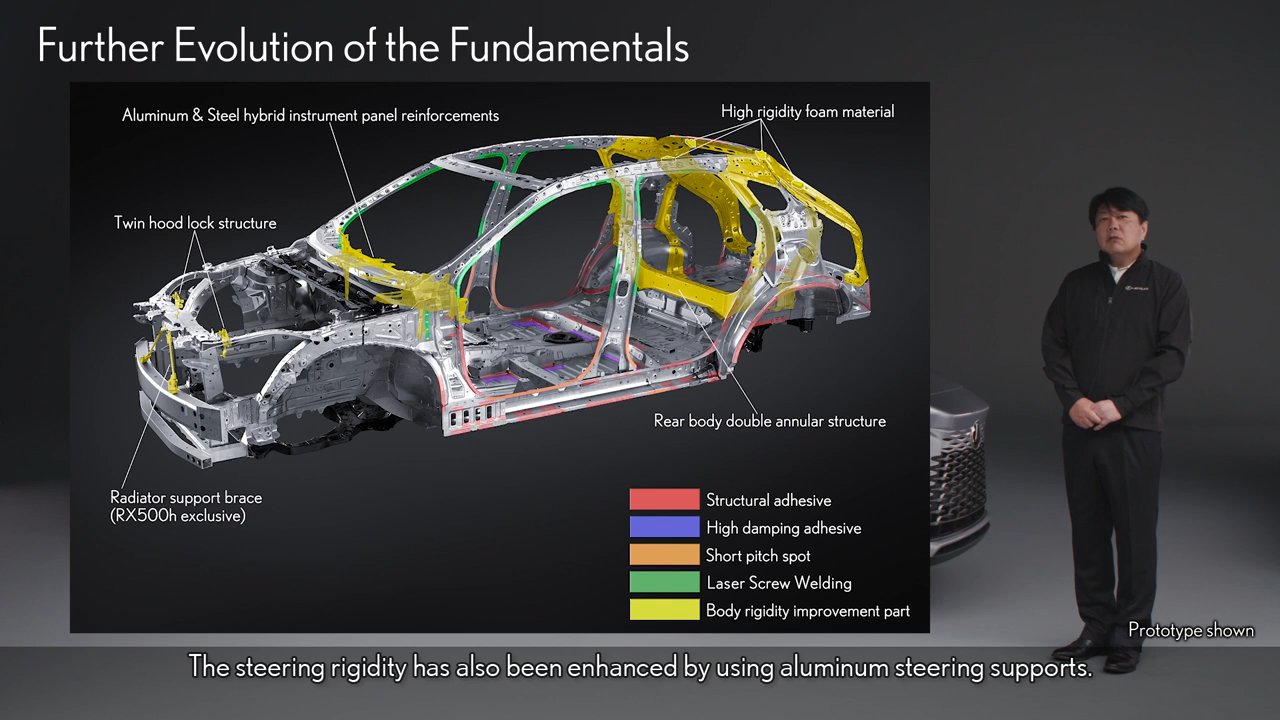 Further Evolution of the Fundamentals
Aluminum & Steel hybrid instrument panel reinforcements
High rigidity foam material
Twin hood lock structure
Rear body double annular structure
Radiator support brace
(RX500h exclusive)
Structural adhesive
High damping adhesive
Short pitch spot
Laser Screw Welding
Body rigidity improvement part
Prototype shown
The steering rigidity has also been enhanced by using aluminum steering supports.